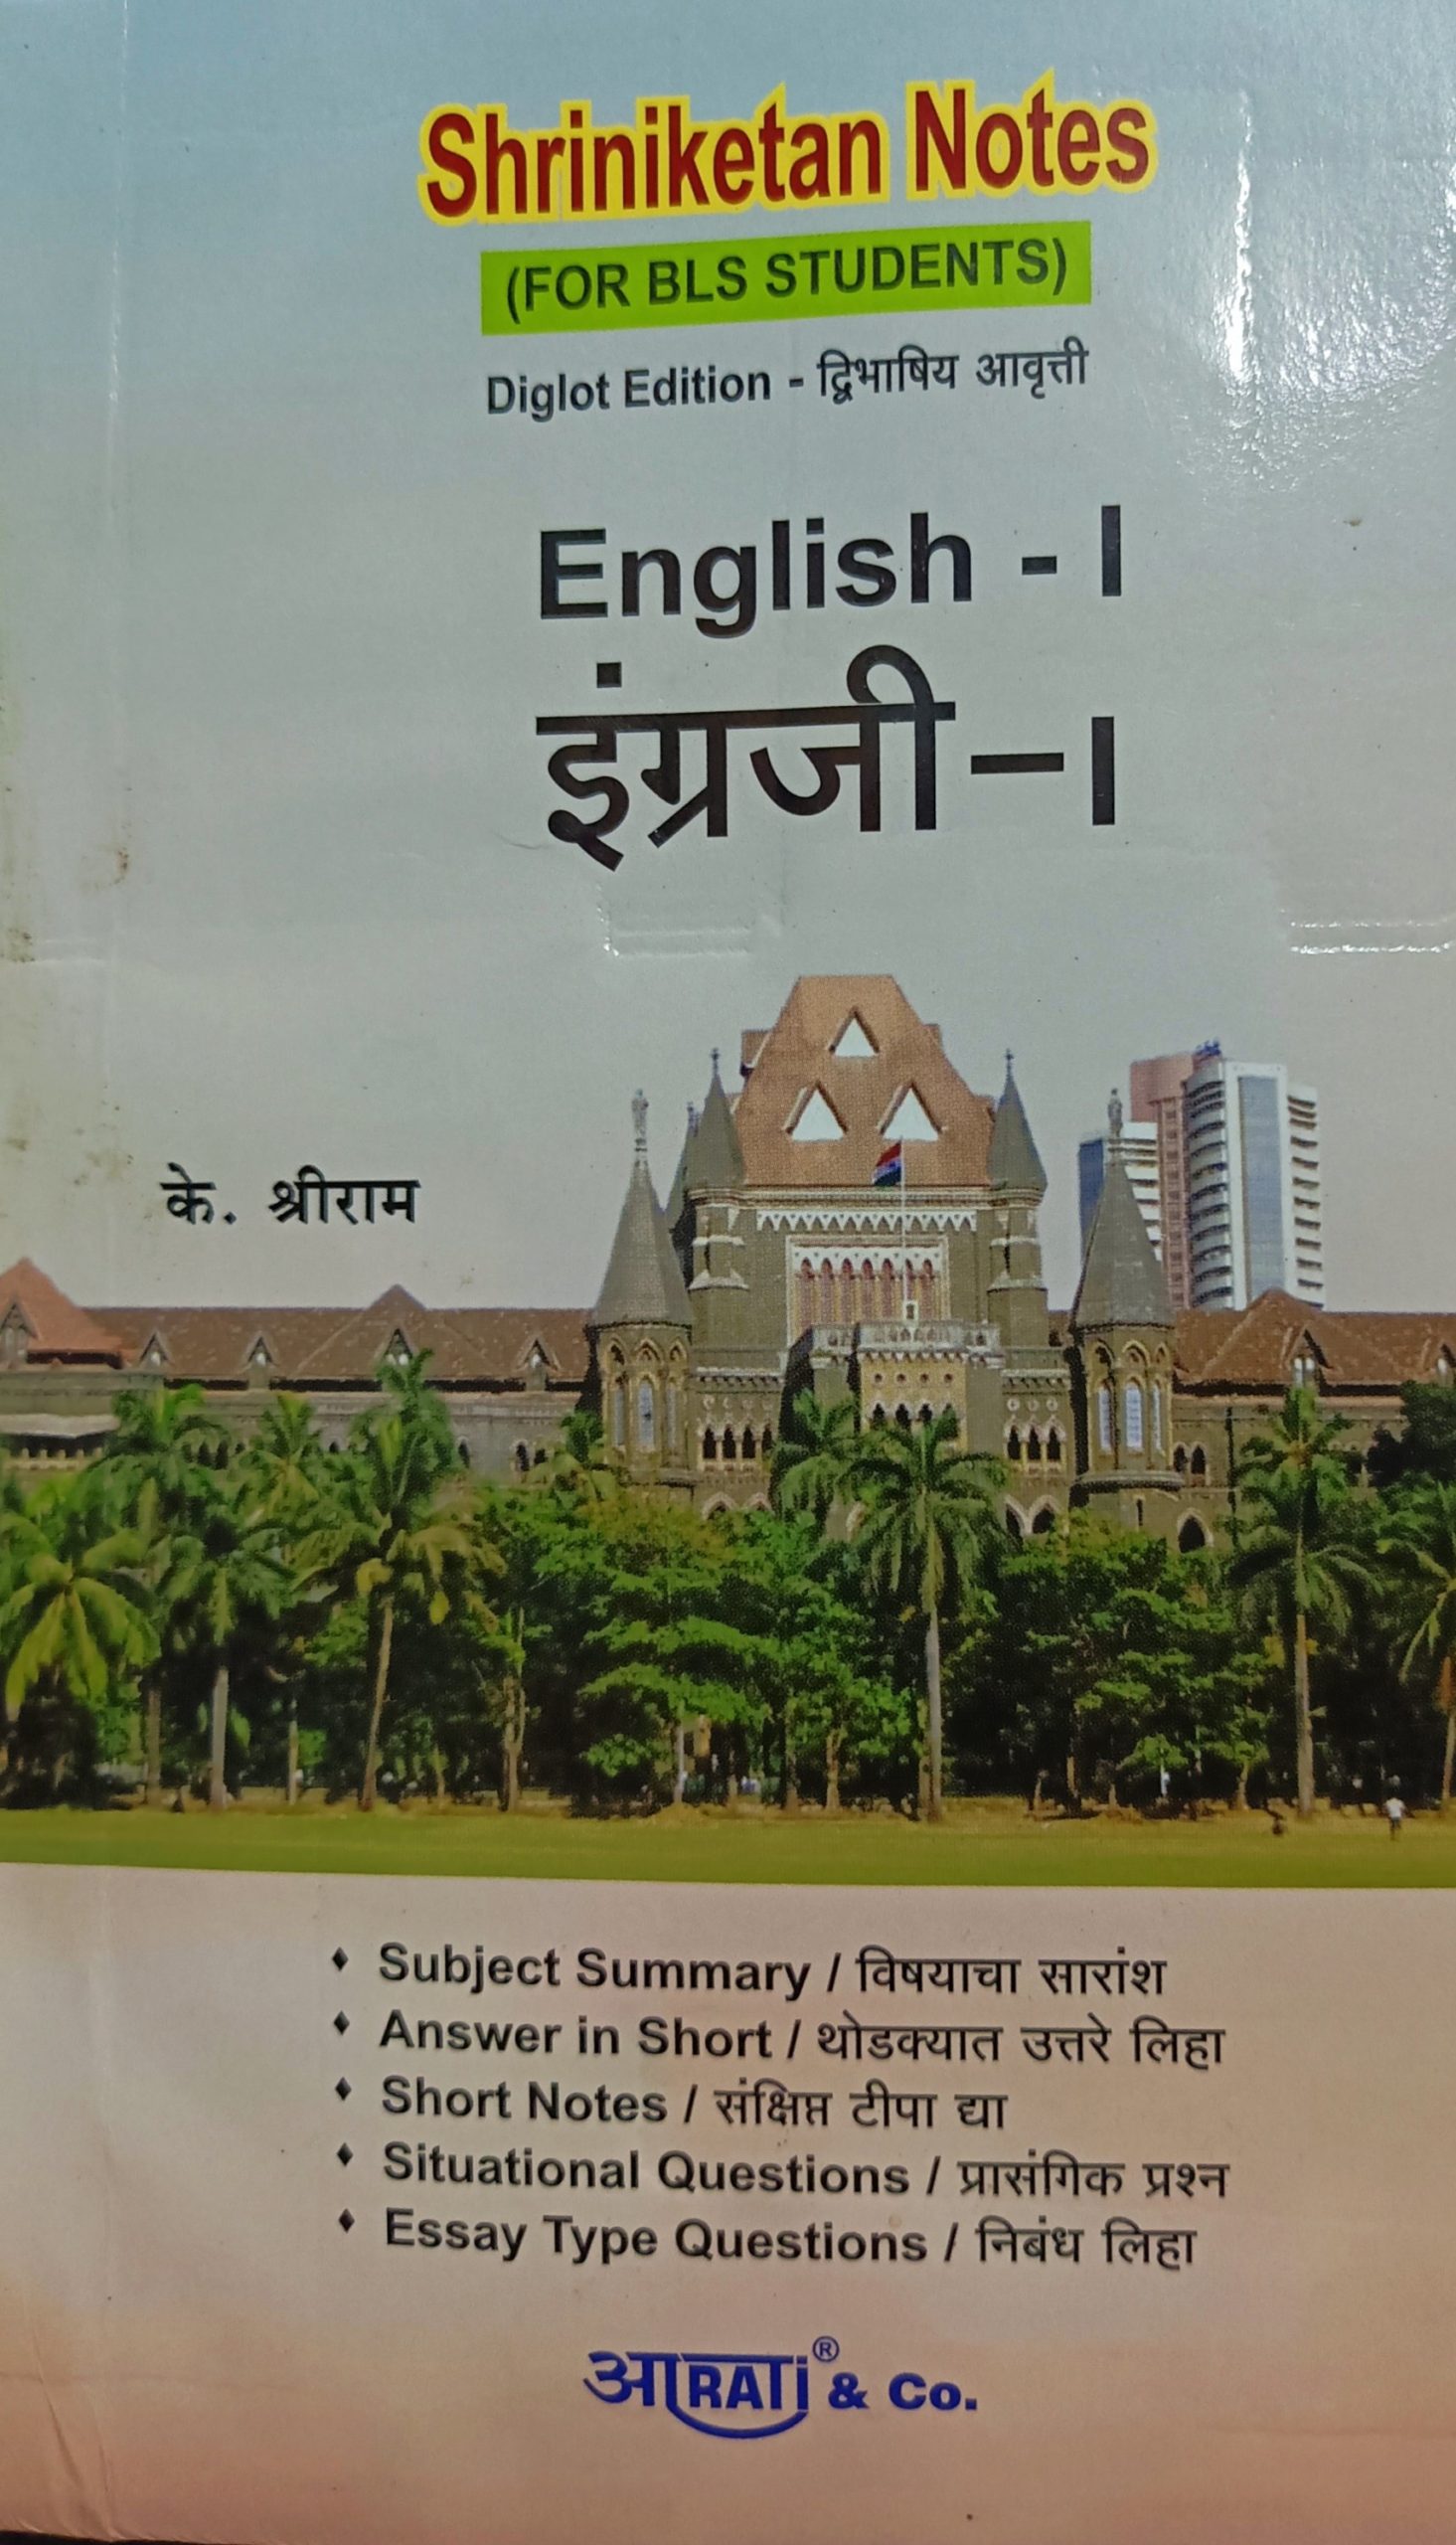 Shriniketan Notes
(FOR BLS STUDENTS)
Diglot Edition - द्विभाषिय आवृत्ती
English - I
इंग्रजी – I
के. श्रीराम
♦ Subject Summary / विषयाचा सारांश
♦ Answer in Short / थोडक्यात उत्तरे लिहा
♦ Short Notes / संक्षिप्त टीपा द्या
♦ Situational Questions / प्रासंगिक प्रश्न
♦ Essay Type Questions / निबंध लिहा
आRATI® & Co.